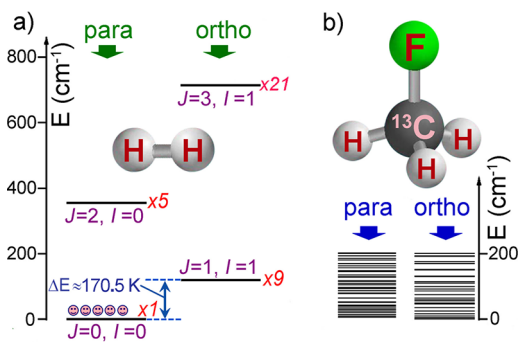 a)
para
ortho
E (cm-1)
800
600
400
200
0
x21
J=3, I=1
H H
x5
J=2, I=0
J=1, I=1
x9
ΔE≈170.5 K
x1
J=0, I=0
b)
F
13C
H
H
H
para
ortho
E (cm-1)
200
0